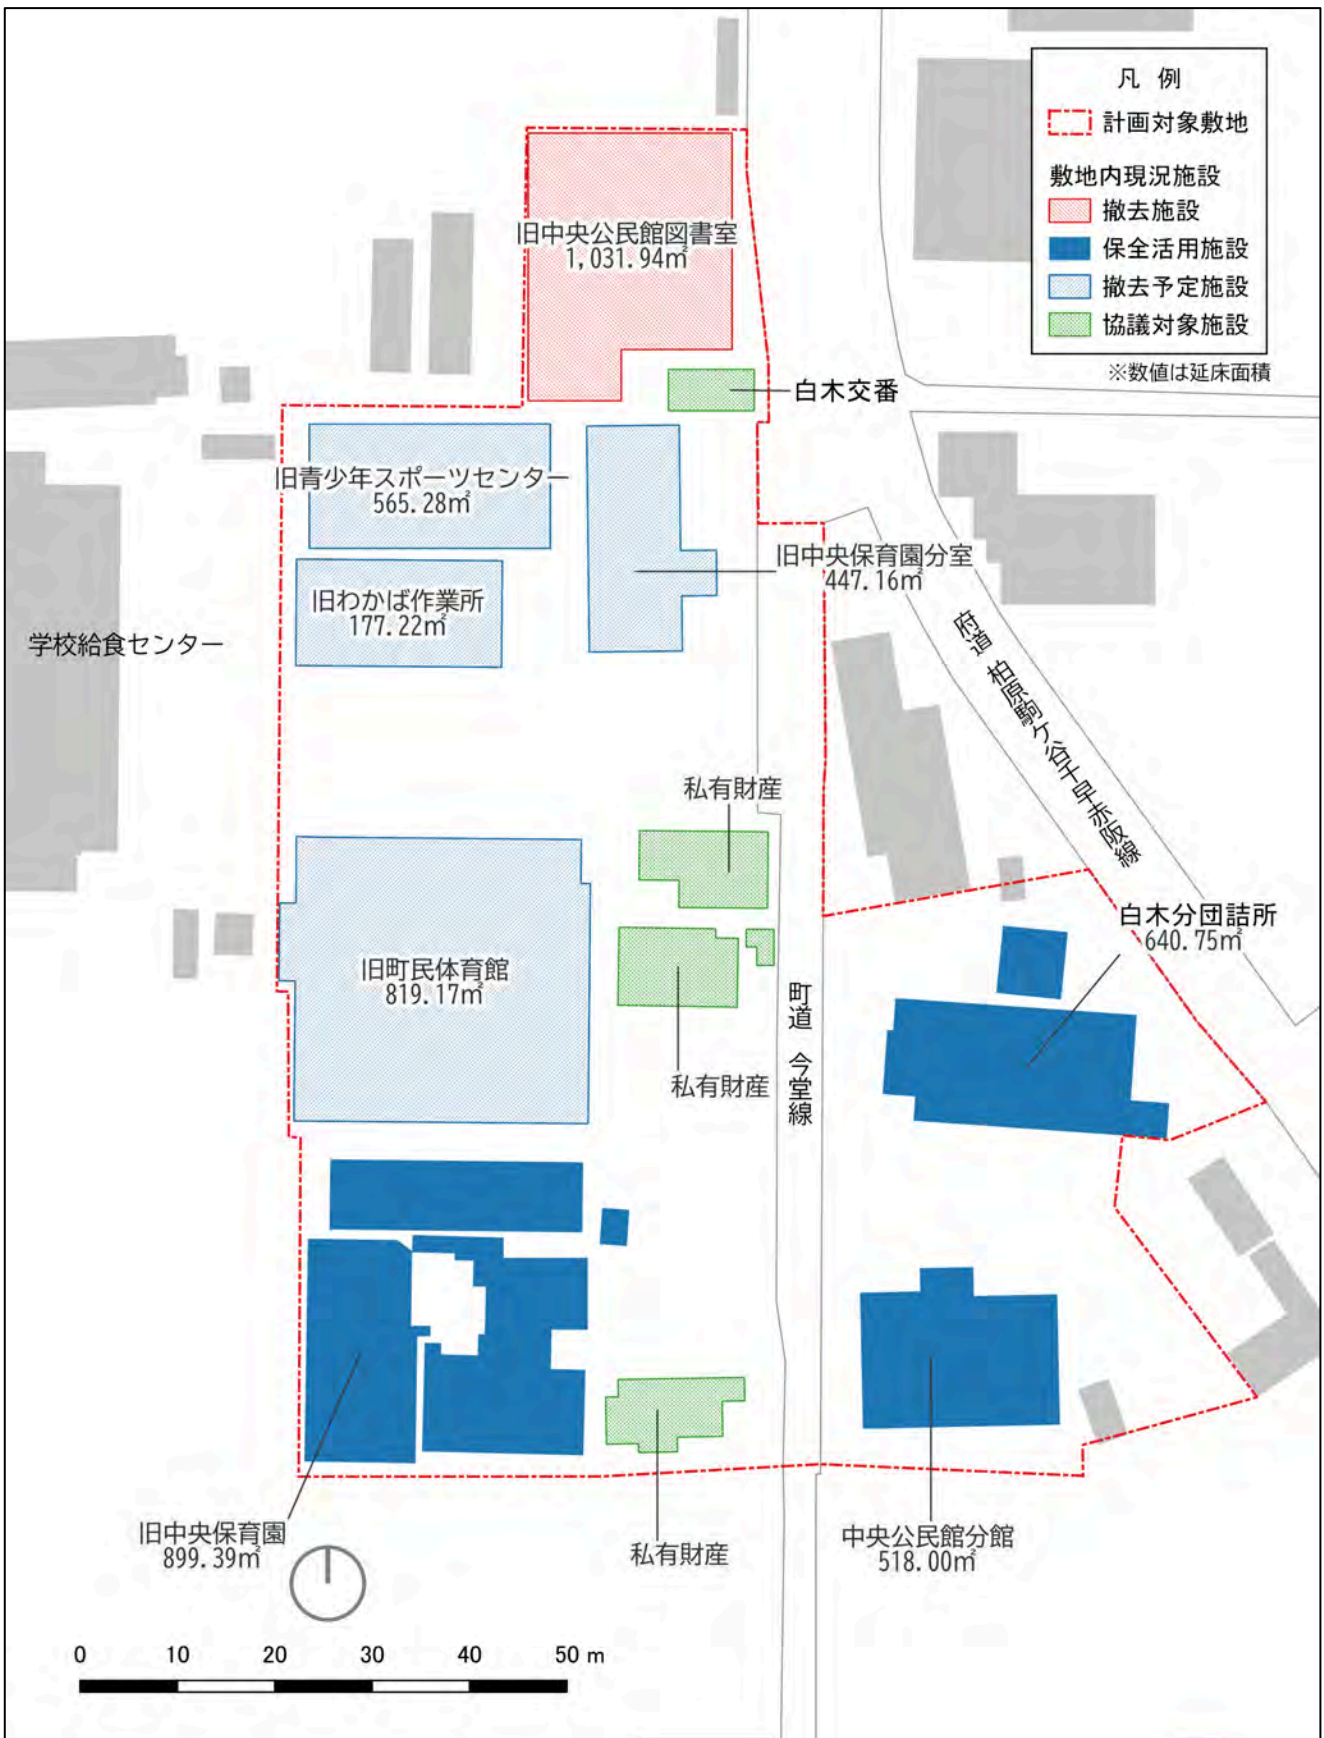 凡 例
計画対象敷地
敷地内現況施設
撤去施設
保全活用施設
撤去予定施設
協議対象施設
※数値は延床面積
旧中央公民館図書室
1,031.94㎡
白木交番
旧青少年スポーツセンター
565.28㎡
旧中央保育園分室
447.16㎡
旧わかば作業所
177.22㎡
学校給食センター
府道 柏原駒ケ谷千早赤阪線
私有財産
白木分団詰所
640.75㎡
旧町民体育館
819.17㎡
町道 今堂線
私有財産
旧中央保育園
899.39㎡
私有財産
中央公民館分館
518.00㎡
0 10 20 30 40 50 m